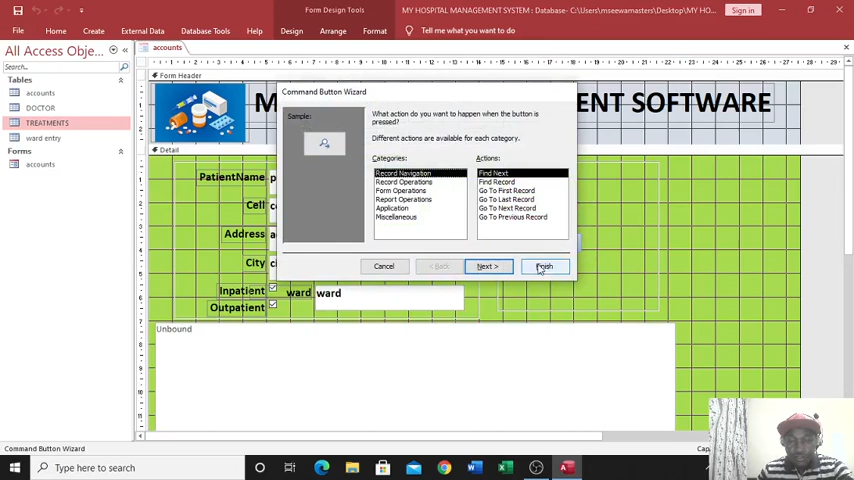 Form Design Tools
MY HOSPITAL MANAGEMENT SYSTEM : Database- C:\Users\mseewamasters\Desktop\MY HO...
Sign in
File
Home
Create
External Data
Database Tools
Help
Design
Arrange
Format
Tell me what you want to do
All Access Obje...
Search...
Tables
accounts
DOCTOR
TREATMENTS
ward entry
Forms
accounts
accounts
Form Header
ENT SOFTWARE
Detail
PatientName
Cell
Address
City
Inpatient
Outpatient
ward
ward
Unbound
Command Button Wizard
Sample:
What action do you want to happen when the button is
pressed?
Different actions are available for each category.
Categories:
Actions:
Record Navigation
Record Operations
Form Operations
Report Operations
Application
Miscellaneous
Find Next
Find Record
Go To First Record
Go To Last Record
Go To Next Record
Go To Previous Record
Cancel
< Back
Next >
Finish
Command Button Wizard
Type here to search